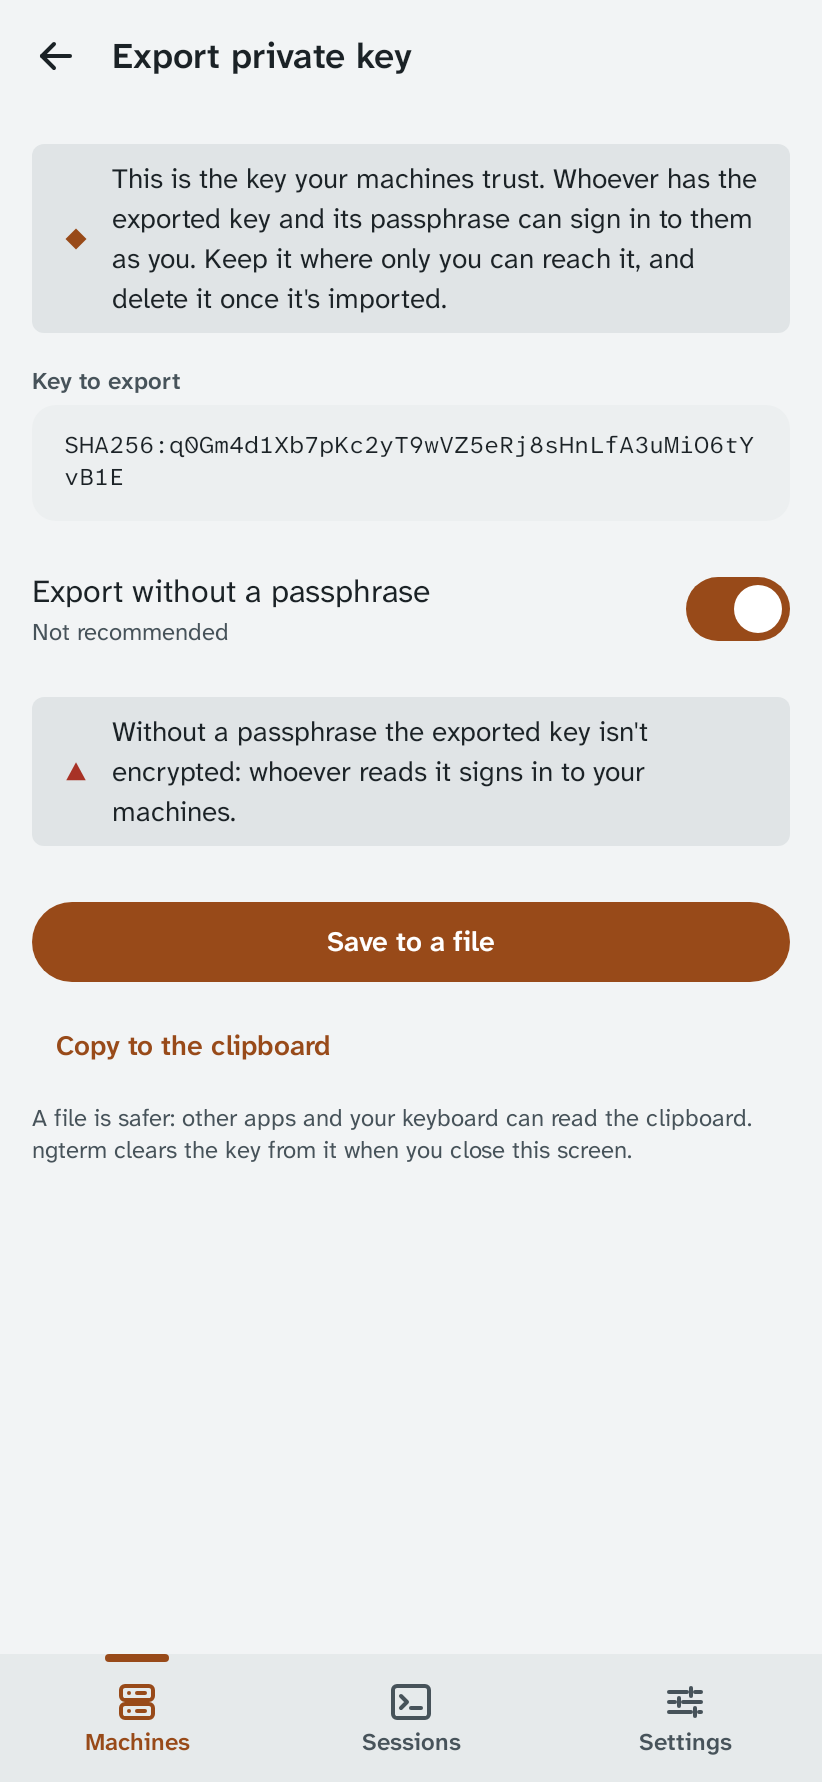 Export private key
This is the key your machines trust. Whoever has the
exported key and its passphrase can sign in to them
as you. Keep it where only you can reach it, and
delete it once it's imported.
Key to export
SHA256:q0Gm4d1Xb7pKc2yT9wVZ5eRj8sHnLfA3uMiO6tY
vB1E
Export without a passphrase
Not recommended
Without a passphrase the exported key isn't
encrypted: whoever reads it signs in to your
machines.
Save to a file
Copy to the clipboard
A file is safer: other apps and your keyboard can read the clipboard.
ngterm clears the key from it when you close this screen.
Machines
Sessions
Settings